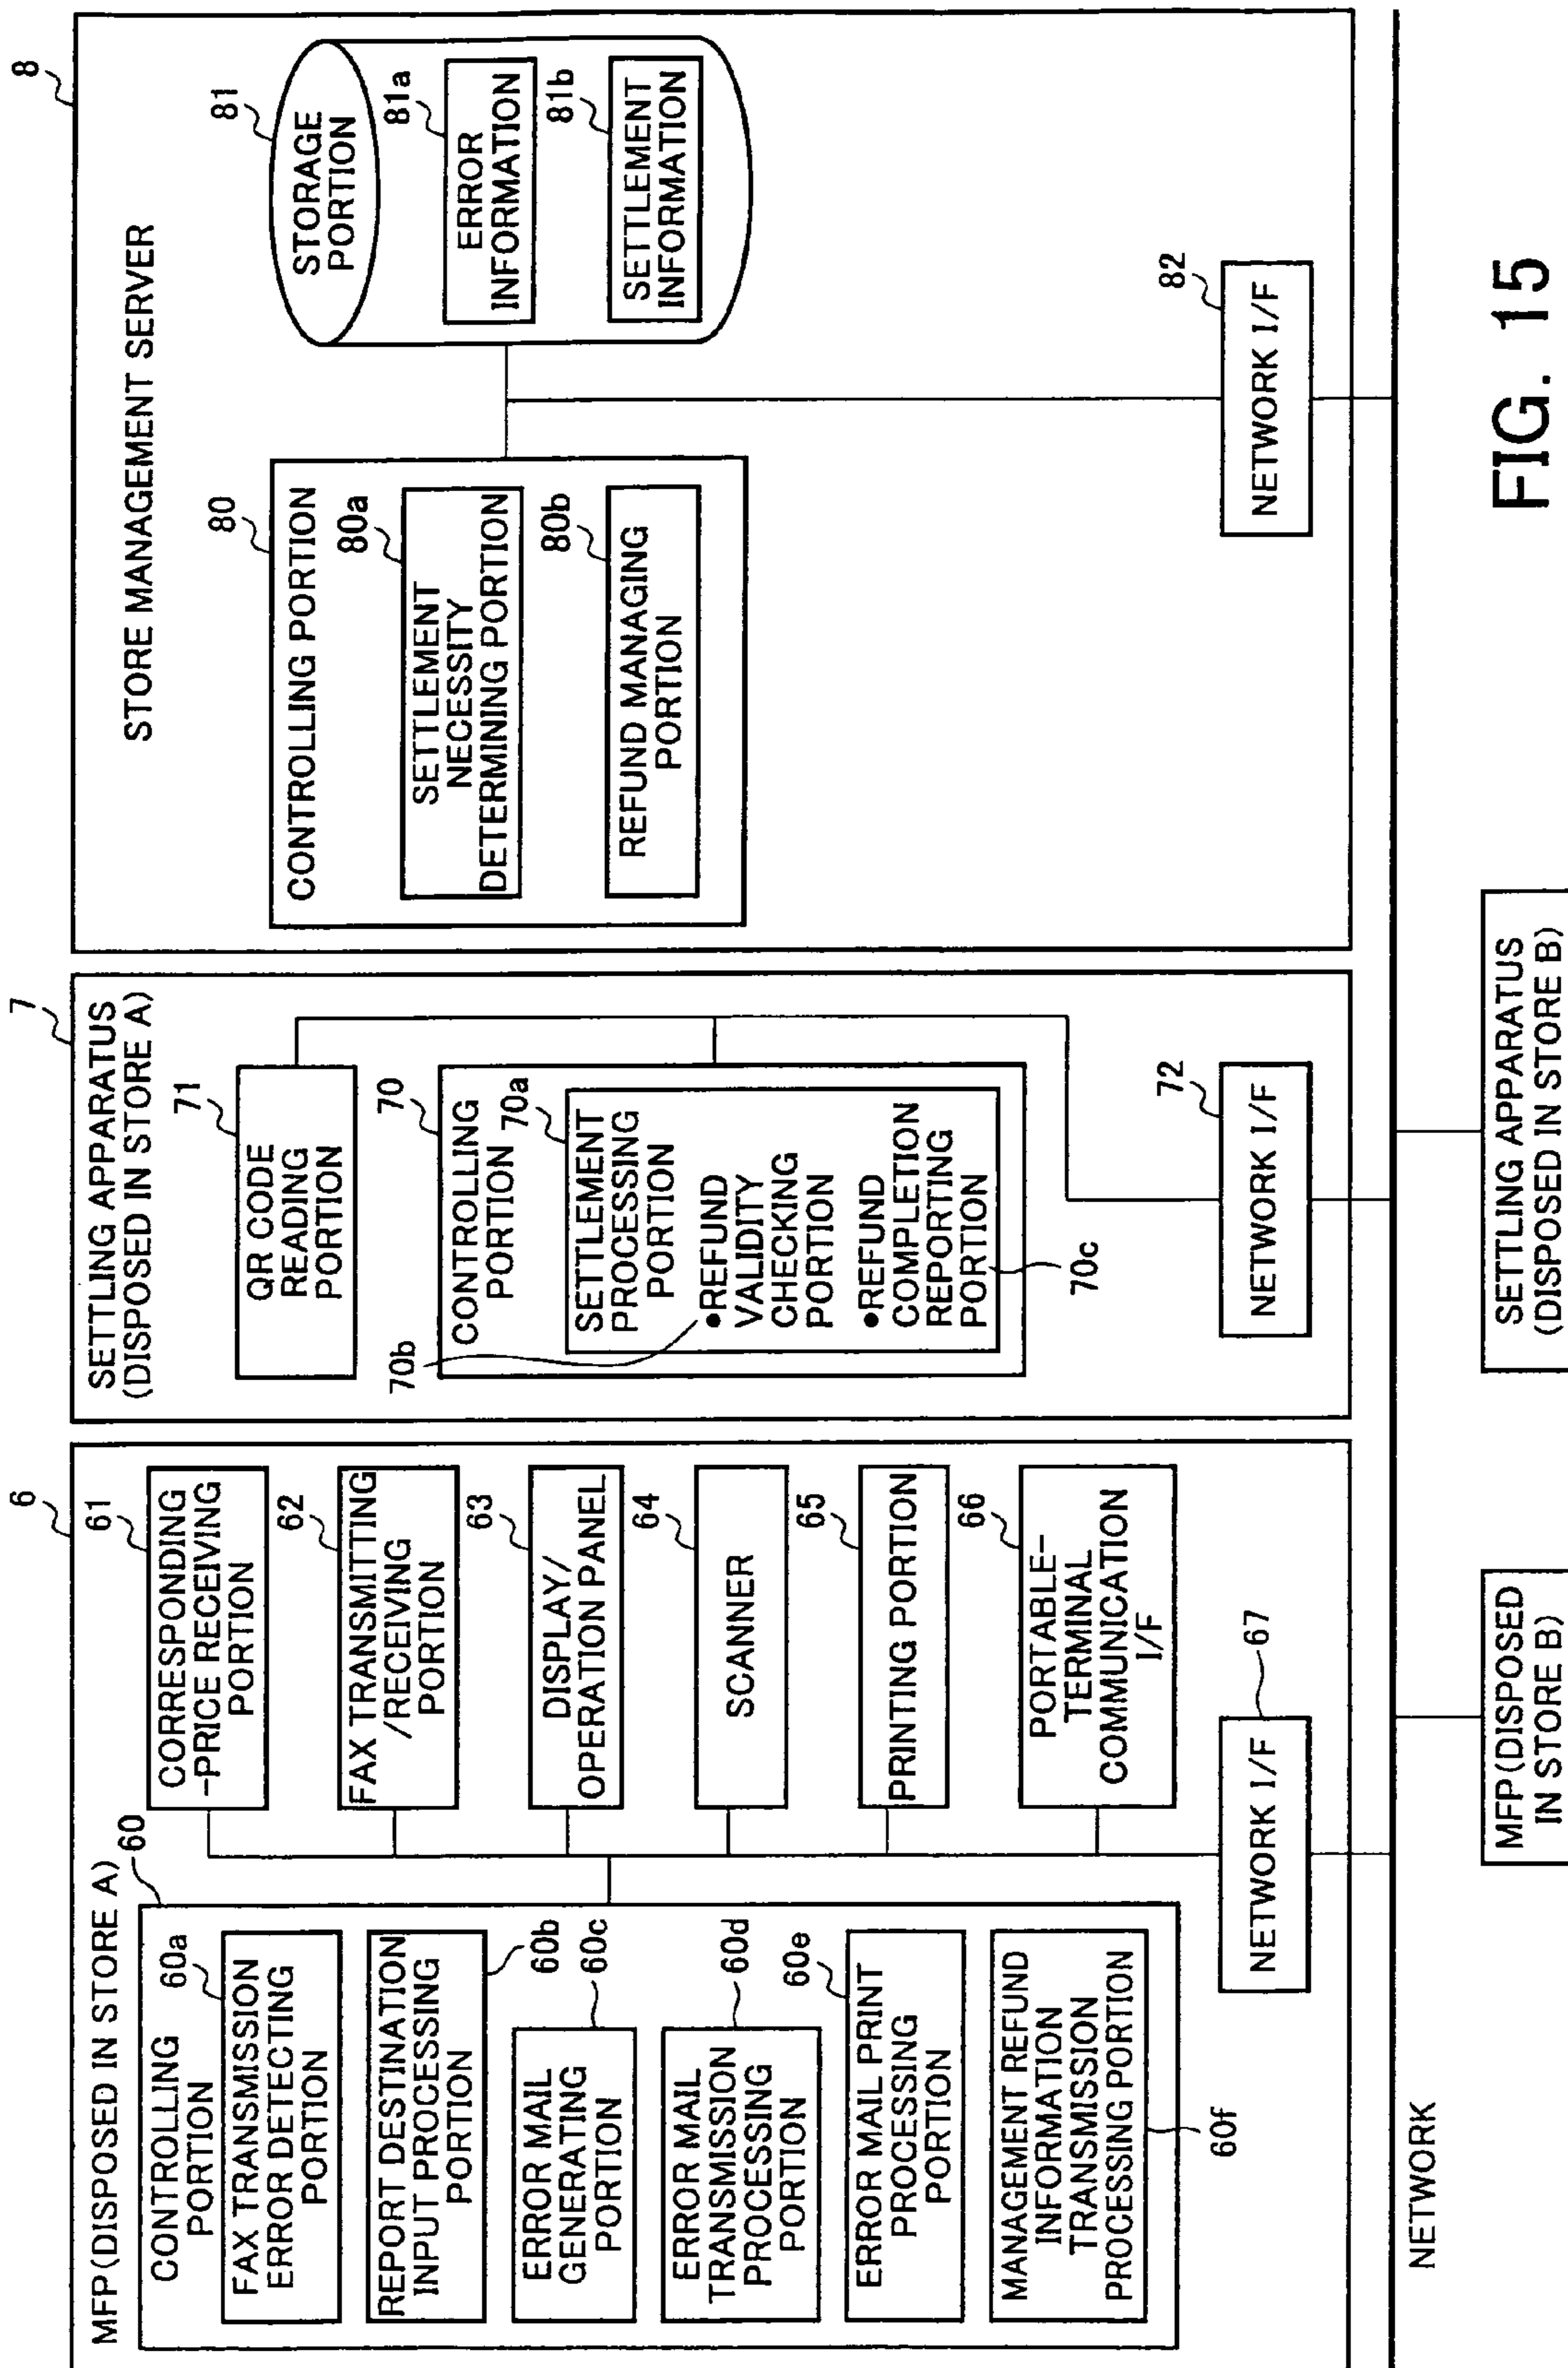 MFP(DISPOSED IN STORE A)
6
CONTROLLING
PORTION
60
60a
FAX TRANSMISSION
ERROR DETECTING
PORTION
REPORT DESTINATION
INPUT PROCESSING
PORTION
60b
ERROR MAIL
GENERATING
PORTION
60c
ERROR MAIL
TRANSMISSION
PROCESSING
PORTION
60d
60e
ERROR MAIL PRINT
PROCESSING
PORTION
MANAGEMENT REFUND
INFORMATION
TRANSMISSION
PROCESSING PORTION
60f
61
CORRESPONDING
-PRICE RECEIVING
PORTION
62
FAX TRANSMITTING
/RECEIVING
PORTION
63
DISPLAY/
OPERATION PANEL
64
SCANNER
65
PRINTING PORTION
66
PORTABLE-
TERMINAL
COMMUNICATION
I/F
NETWORK I/F
67
7
SETTLING APPARATUS
(DISPOSED IN STORE A)
71
QR CODE
READING
PORTION
70
CONTROLLING
PORTION
70a
SETTLEMENT
PROCESSING
PORTION
70b
●REFUND
VALIDITY
CHECKING
PORTION
●REFUND
COMPLETION
REPORTING
PORTION
70c
72
NETWORK I/F
8
STORE MANAGEMENT SERVER
80
CONTROLLING PORTION
80a
SETTLEMENT
NECESSITY
DETERMINING PORTION
80b
REFUND MANAGING
PORTION
81
STORAGE
PORTION
81a
ERROR
INFORMATION
81b
SETTLEMENT
INFORMATION
82
NETWORK I/F
NETWORK
MFP(DISPOSED
IN STORE B)
SETTLING APPARATUS
(DISPOSED IN STORE B)
FIG. 15